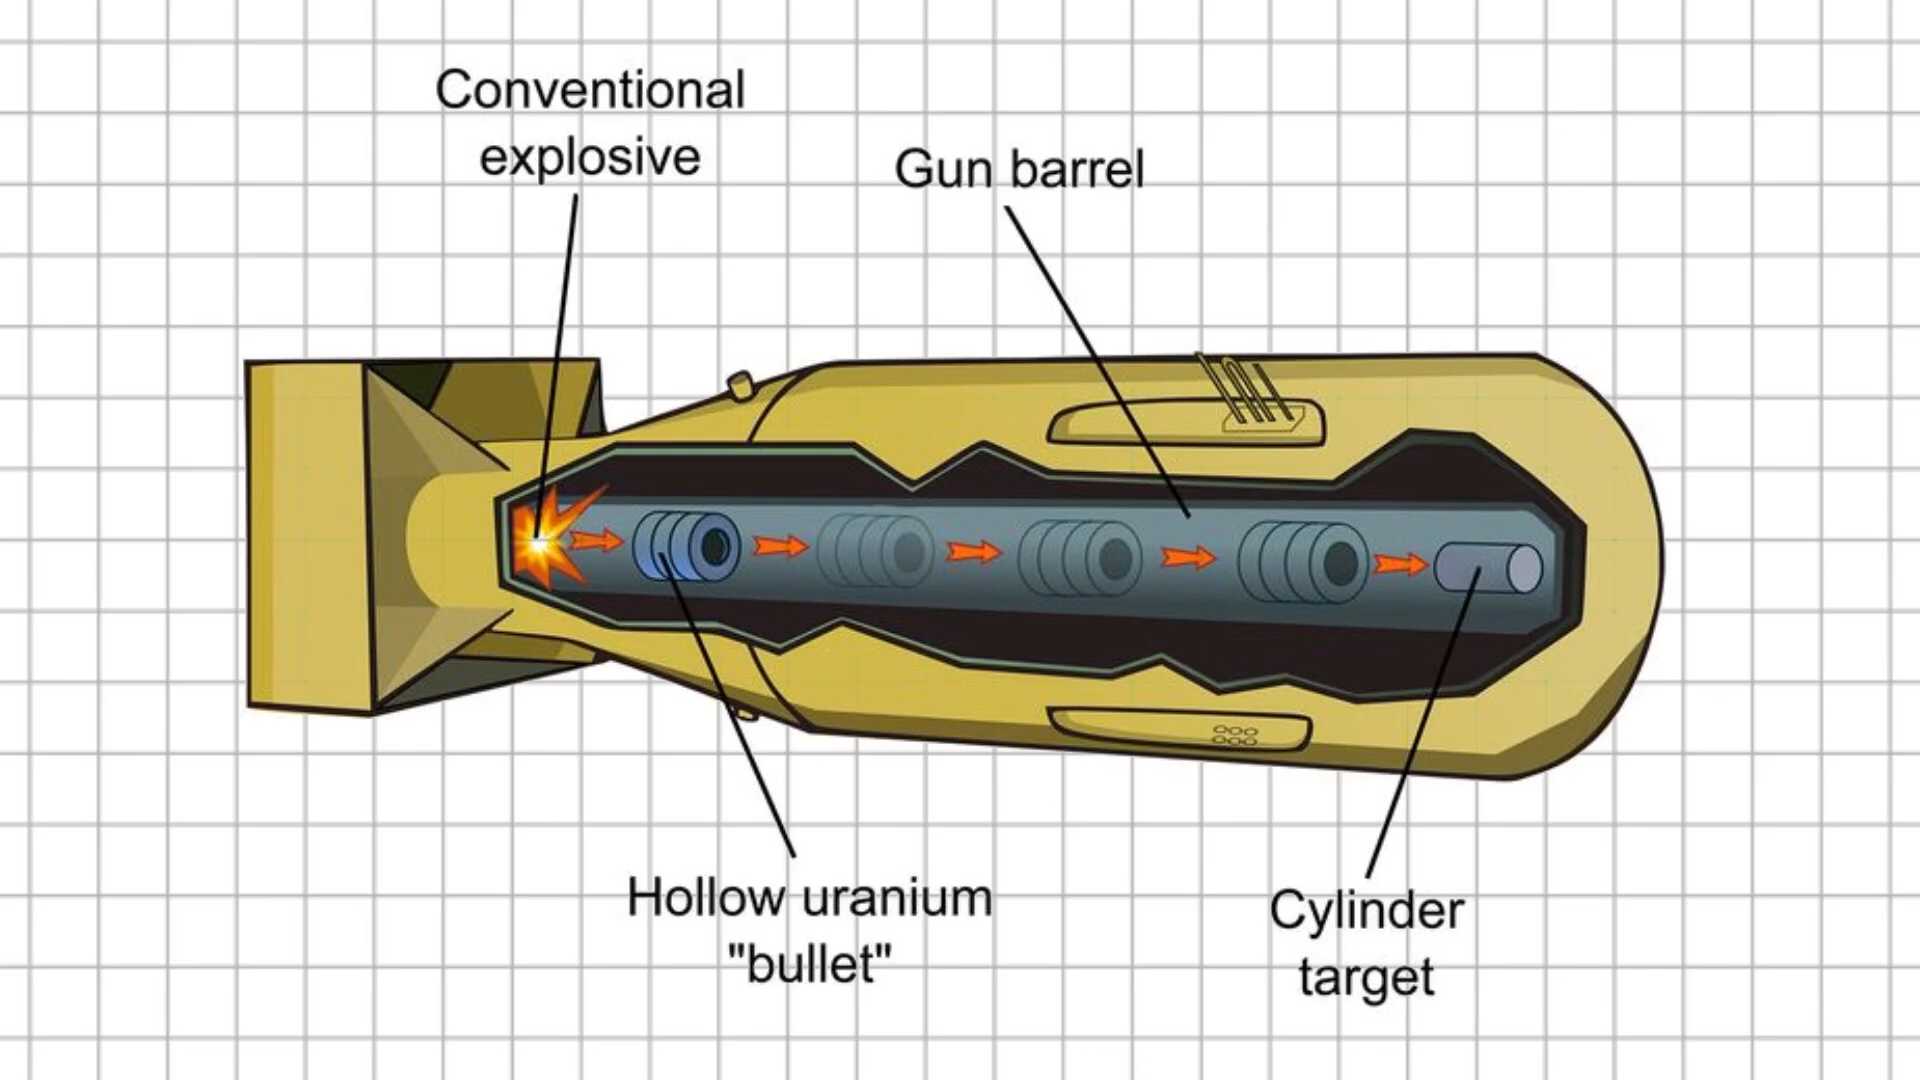 Conventional
explosive
Gun barrel
Hollow uranium
"bullet"
Cylinder
target